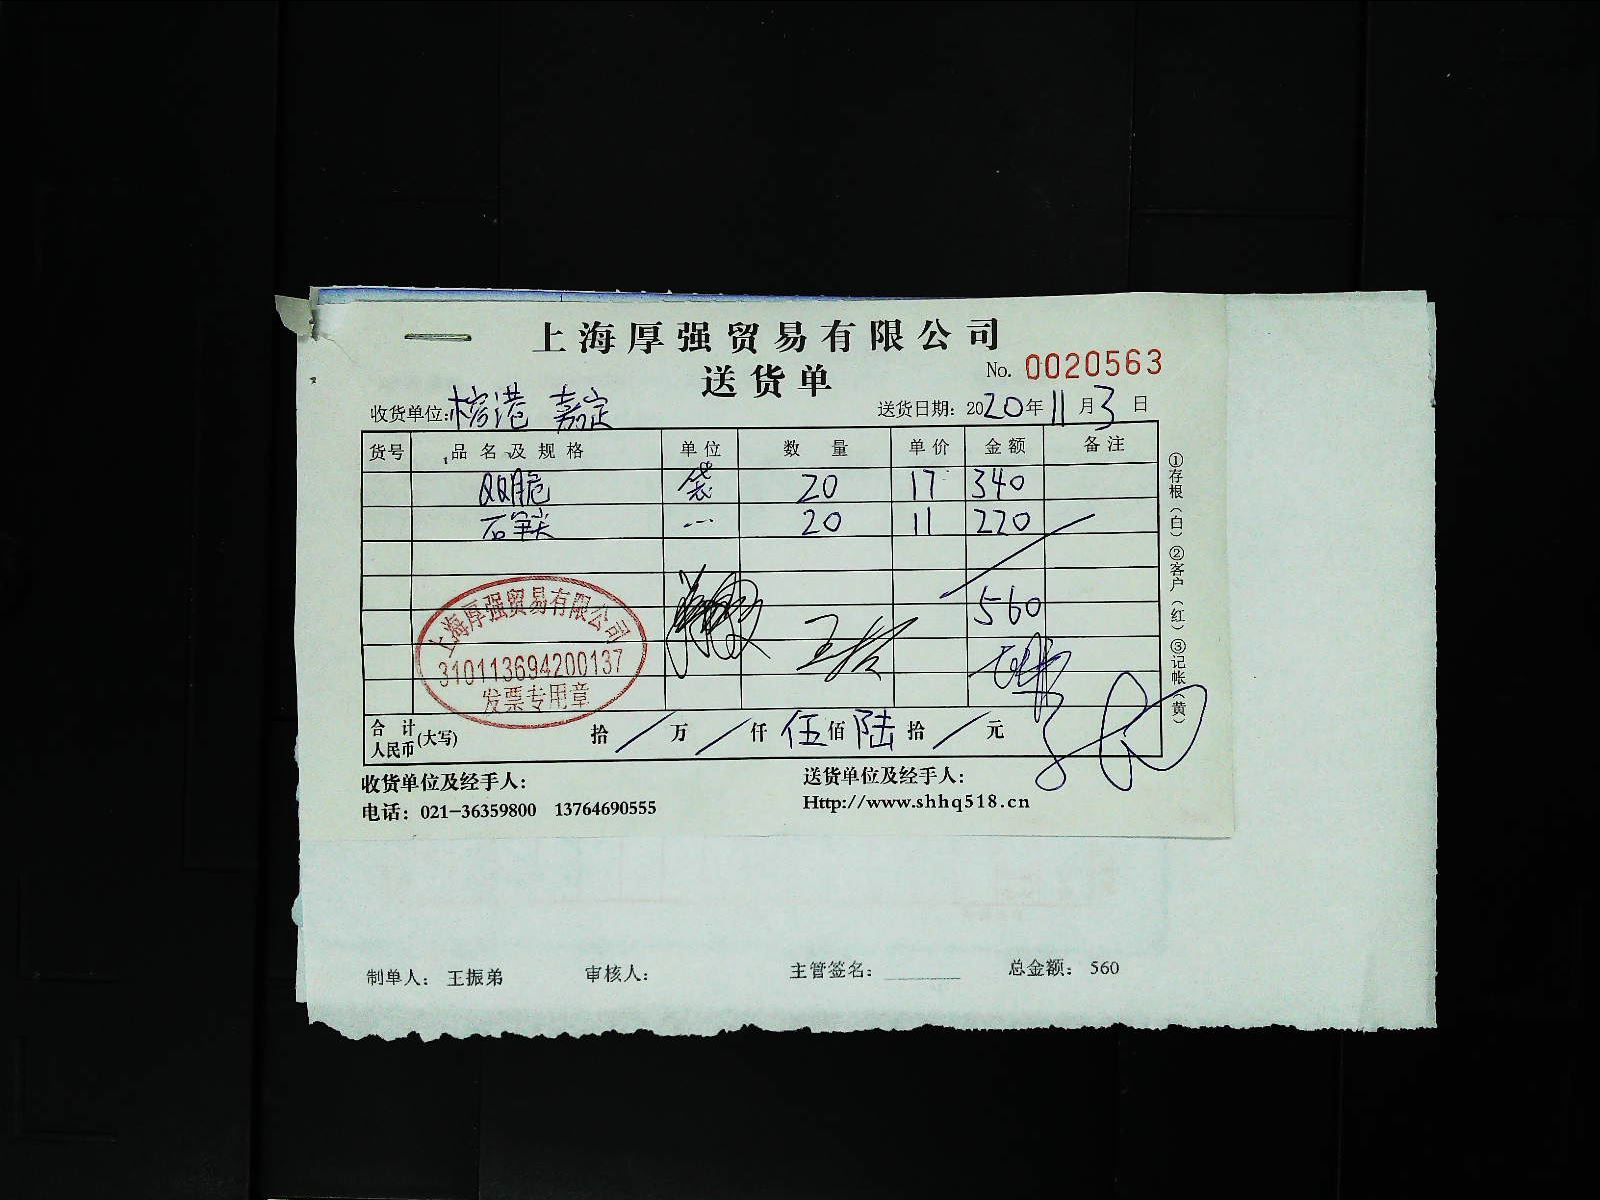 上海厚强贸易有限公司
送货单
No. 0020563
收货单位: 榕港 嘉定
送货日期: 2020年11月3日
货号 品名及规格 单位 数量 单价 金额 备注
双脆 袋 20 17 340
20 11 220
560
上海厚强贸易有限公司
310113694200137
发票专用章
合计人民币(大写) 拾/万/仟伍佰陆拾/元
①存根(白)②客户(红)③记帐(黄)
收货单位及经手人:
送货单位及经手人:
电话: 021-36359800 13764690555
Http://www.shhq518.cn
制单人: 王振弟 审核人: 主管签名: ________ 总金额: 560